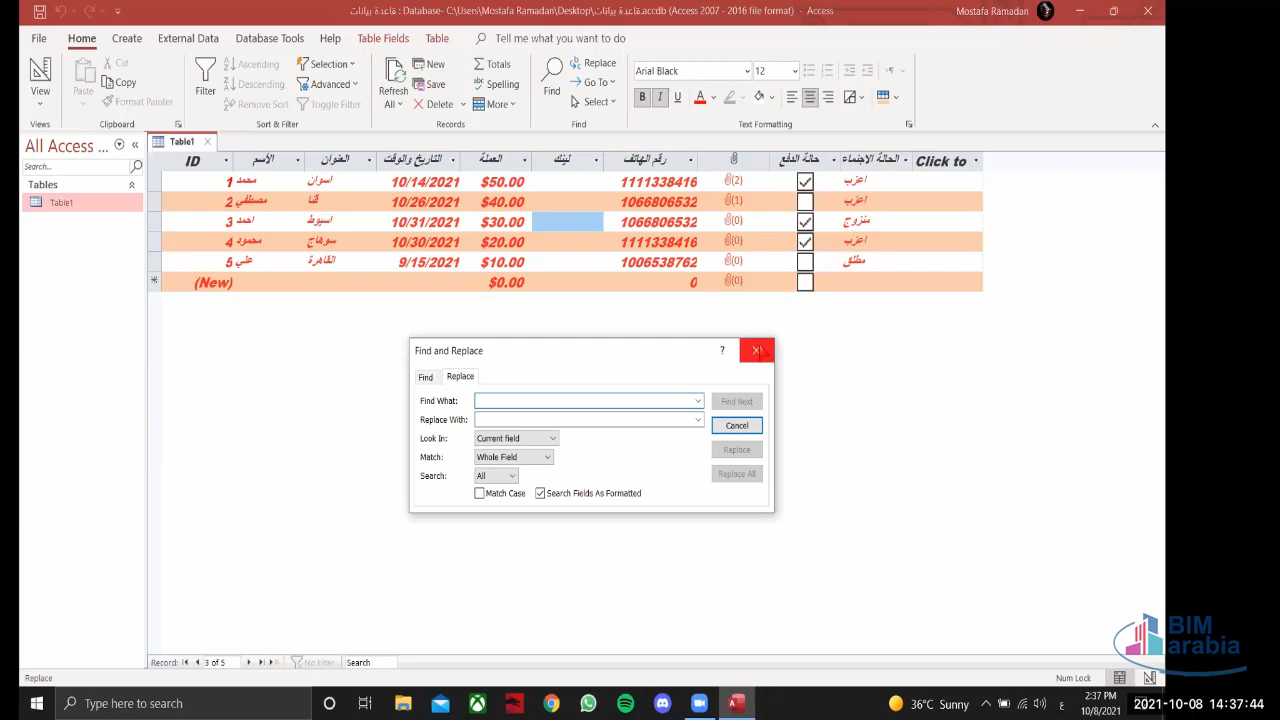 قاعدة بيانات : Database- C:\Users\Mostafa Ramadan\Desktop\قاعدة بيانات.accdb (Access 2007 - 2016 file format) - Access
Mostafa Ramadan
File Home Create External Data Database Tools Help Table Fields Table Tell me what you want to do
View
Views
Paste
Cut
Copy
Format Painter
Clipboard
Filter
Ascending
Descending
Remove Sort
Selection
Advanced
Toggle Filter
Sort & Filter
Refresh All
New
Save
Delete
Totals
Spelling
More
Records
Find
Replace
Go To
Select
Find
Arial Black 12
B I U A
Text Formatting
All Access ...
Search...
Tables
Table1
Table1
ID الأسم العنوان التاريخ والوقت العملة لينك رقم الهاتف حالة الدفع الحالة الاجتماء Click to
1 محمد اسوان 10/14/2021 $50.00 1111338416 (2) اعزب
2 مصطفي قنا 10/26/2021 $40.00 1066806532 (1) اعزب
3 احمد اسيوط 10/31/2021 $30.00 1066806532 (0) متزوج
4 محمود سوهاج 10/30/2021 $20.00 1111338416 (0) اعزب
5 علي القاهرة 9/15/2021 $10.00 1006538762 (0) مطلق
(New) $0.00 0 (0)
Find and Replace ?
Find Replace
Find What: Find Next
Replace With: Cancel
Look In: Current field
Replace
Match: Whole Field
Search: All Replace All
Match Case Search Fields As Formatted
BIM
arabia
Record: 3 of 5 No Filter Search
Replace Num Lock
Type here to search
36°C Sunny
ع
2:37 PM
10/8/2021
2021-10-08 14:37:44